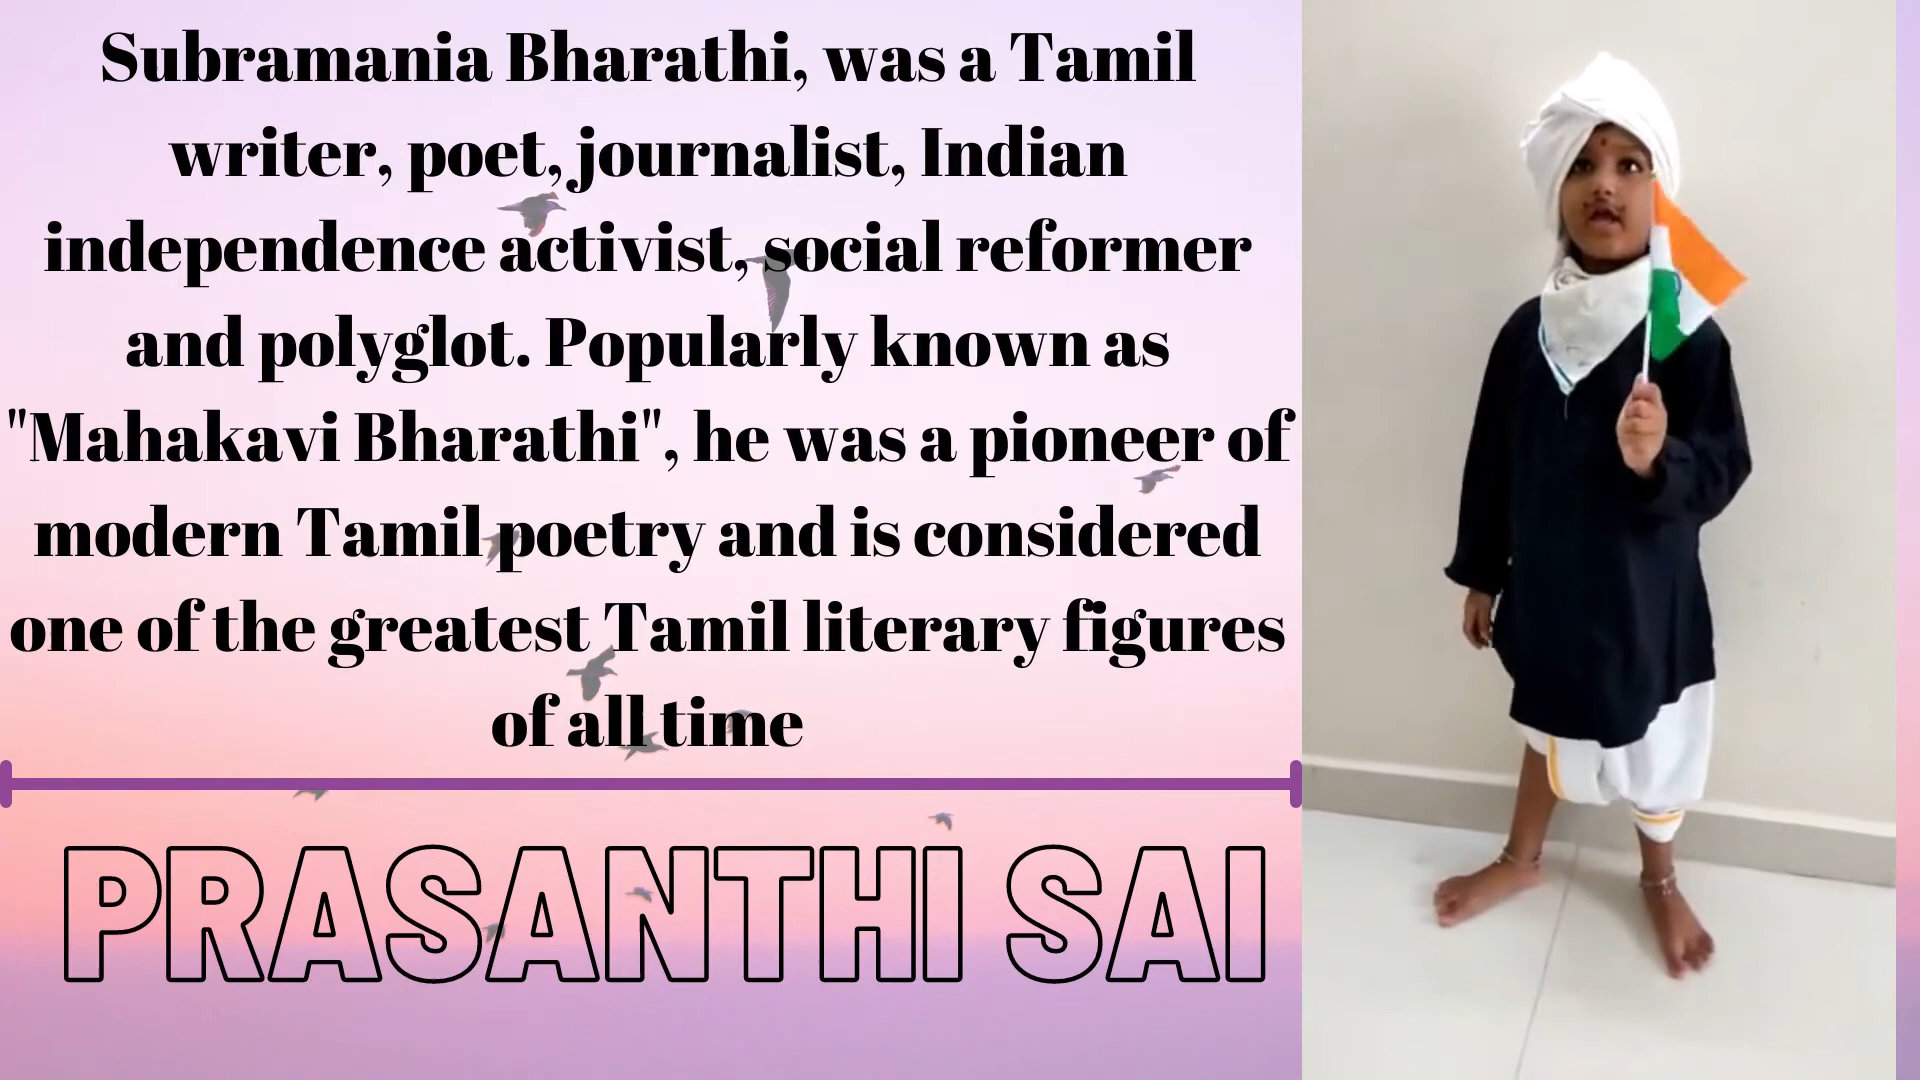 Subramania Bharathi, was a Tamil
writer, poet, journalist, Indian
independence activist, social reformer
and polyglot. Popularly known as
"Mahakavi Bharathi", he was a pioneer of
modern Tamil poetry and is considered
one of the greatest Tamil literary figures
of all time
PRASANTHI SAI